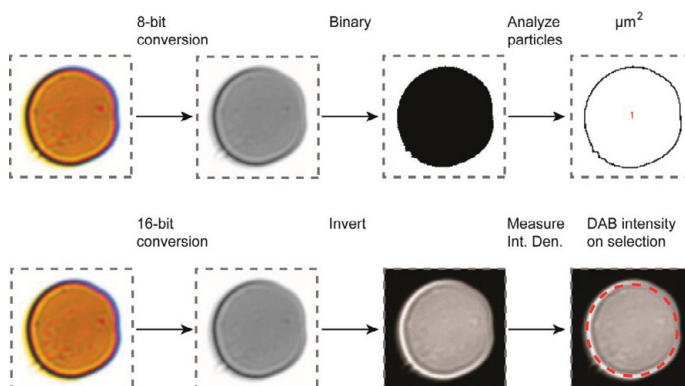 8-bit
conversion
Binary
Analyze
particles
µm²
1
16-bit
conversion
Invert
Measure
Int. Den.
DAB intensity
on selection